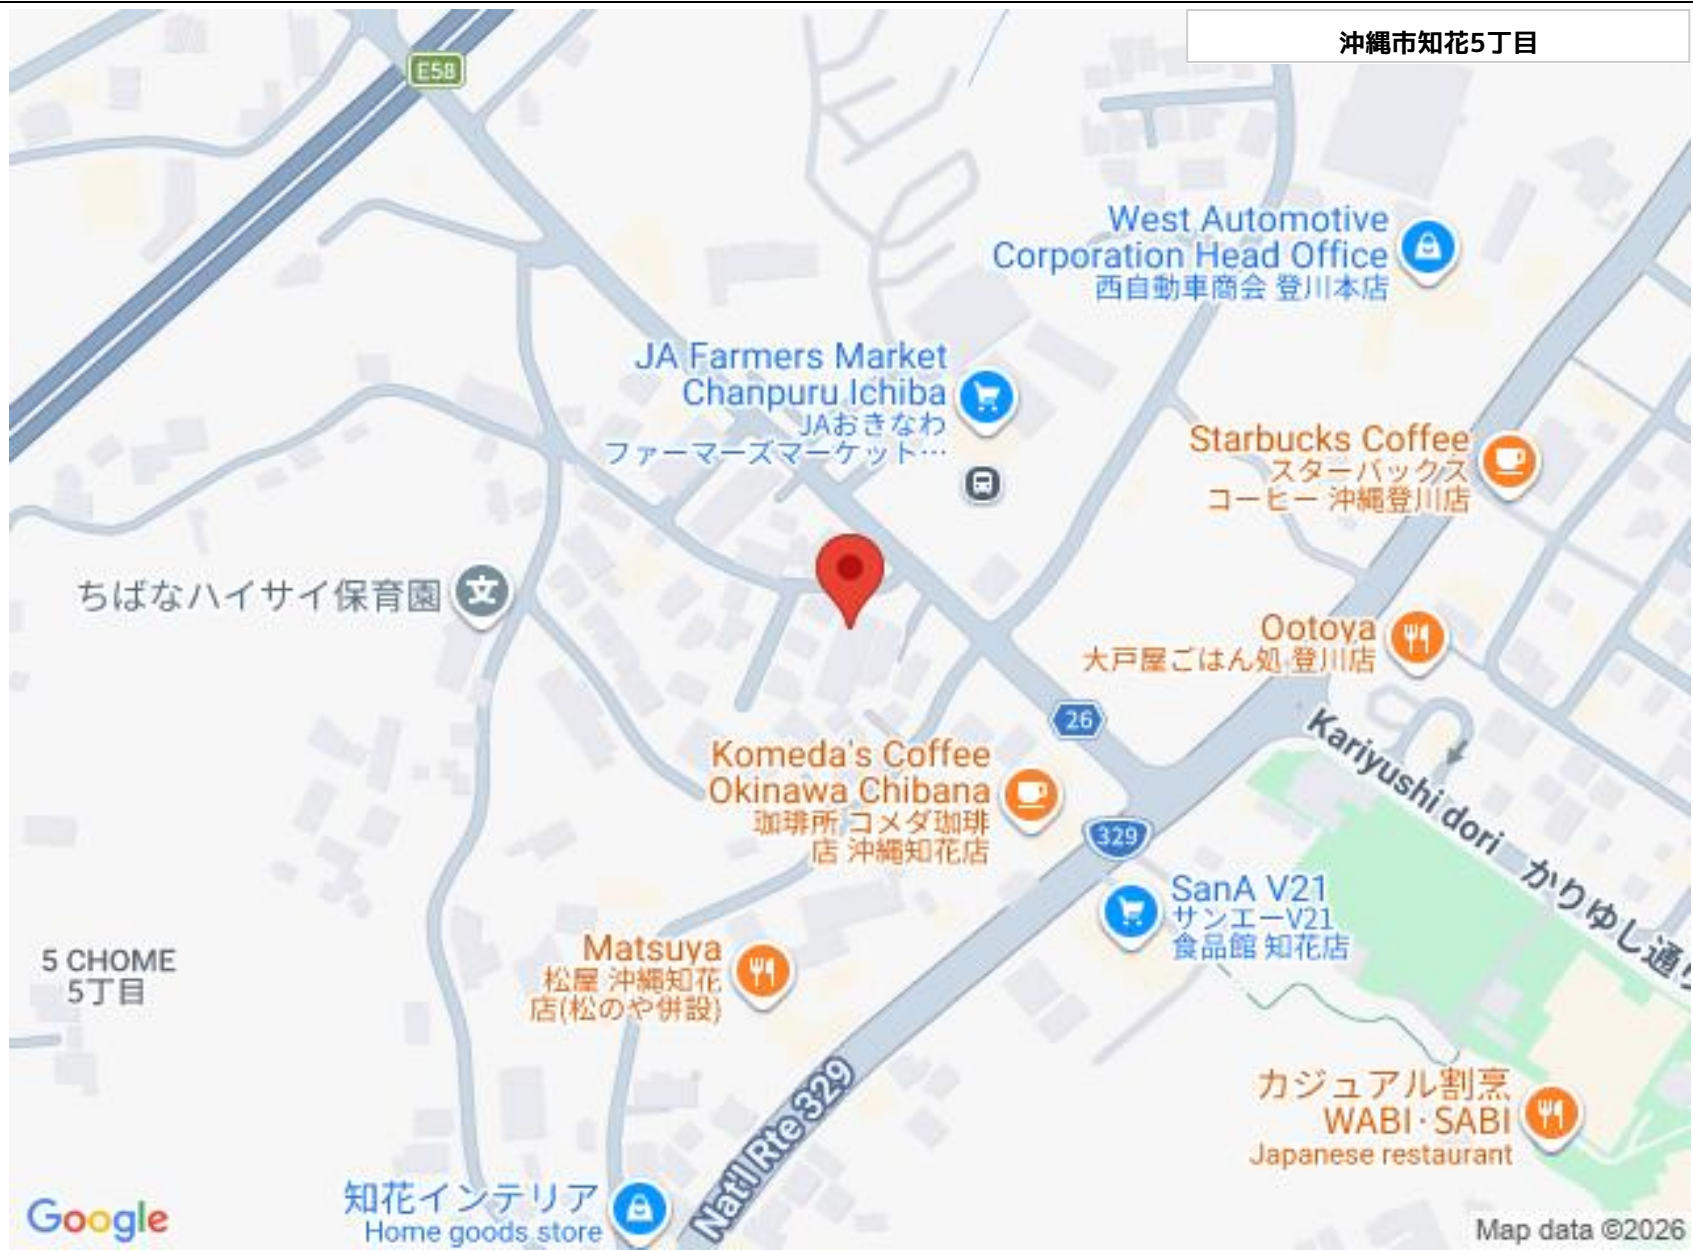 沖縄市知花5丁目
E58
West Automotive
Corporation Head Office
西自動車商会 登川本店
JA Farmers Market
Chanpuru Ichiba
JAおきなわ
ファーマーズマーケット…
Starbucks Coffee
スターバックス
コーヒー 沖縄登川店
ちばなハイサイ保育園
文
Ootoya
大戸屋ごはん処 登川店
26
Kariyushi dori かりゆし通り
Komeda's Coffee
Okinawa Chibana
珈琲所 コメダ珈琲
店 沖縄知花店
329
SanA V21
サンエーV21
食品館 知花店
5 CHOME
5丁目
Matsuya
松屋 沖縄知花
店(松のや併設)
Nat'l Rte 329
カジュアル割烹
WABI·SABI
Japanese restaurant
知花インテリア
Home goods store
Google
Map data ©2026